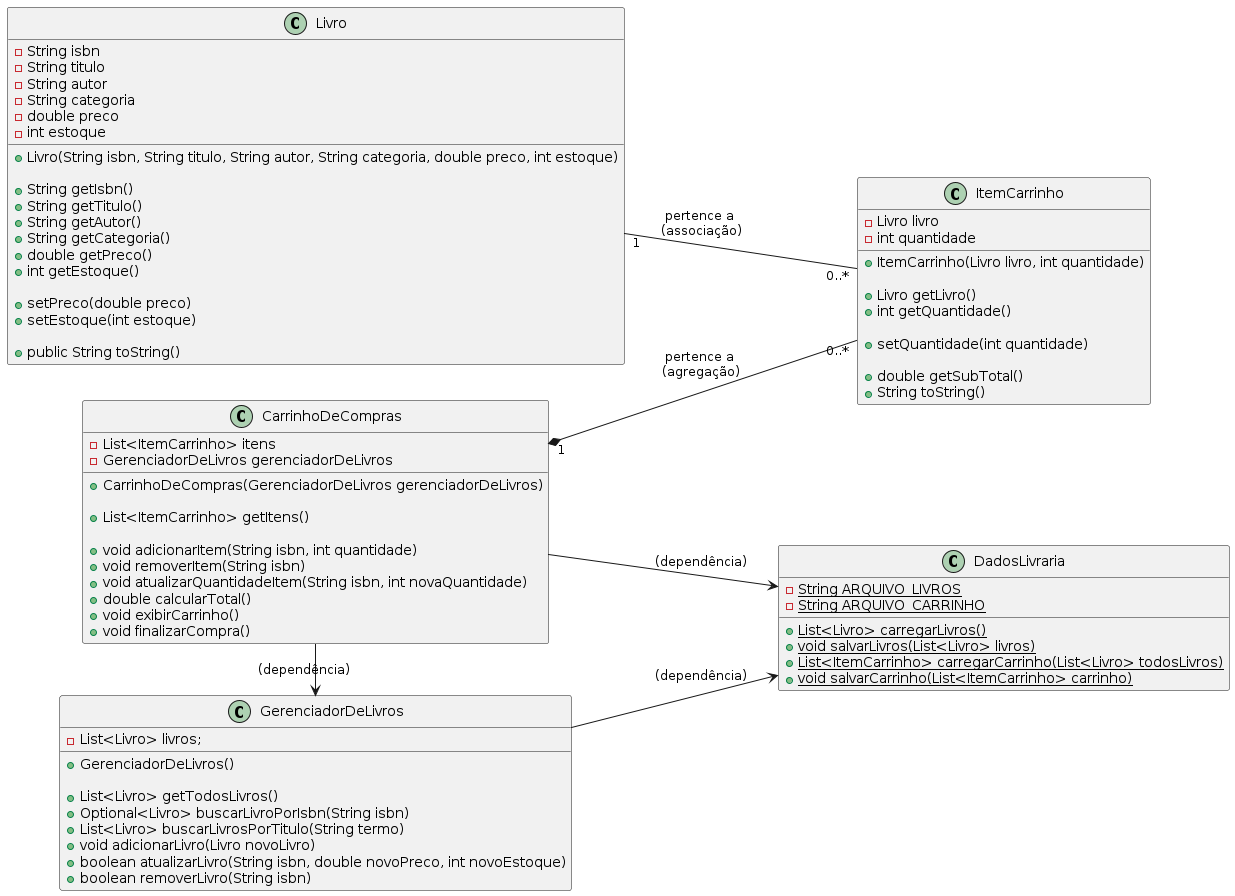 C Livro
String isbn
String titulo
String autor
String categoria
double preco
int estoque
Livro(String isbn, String titulo, String autor, String categoria, double preco, int estoque)
String getIsbn()
String getTitulo()
String getAutor()
String getCategoria()
double getPreco()
int getEstoque()
setPreco(double preco)
setEstoque(int estoque)
public String toString()
pertence a
(associação)
1
0..*
C ItemCarrinho
Livro livro
int quantidade
ItemCarrinho(Livro livro, int quantidade)
Livro getLivro()
int getQuantidade()
setQuantidade(int quantidade)
double getSubTotal()
String toString()
pertence a
(agregação)
0..*
1
C CarrinhoDeCompras
List<ItemCarrinho> itens
GerenciadorDeLivros gerenciadorDeLivros
CarrinhoDeCompras(GerenciadorDeLivros gerenciadorDeLivros)
List<ItemCarrinho> getItens()
void adicionarItem(String isbn, int quantidade)
void removerItem(String isbn)
void atualizarQuantidadeItem(String isbn, int novaQuantidade)
double calcularTotal()
void exibirCarrinho()
void finalizarCompra()
(dependência)
C DadosLivraria
String ARQUIVO_LIVROS
String ARQUIVO_CARRINHO
List<Livro> carregarLivros()
void salvarLivros(List<Livro> livros)
List<ItemCarrinho> carregarCarrinho(List<Livro> todosLivros)
void salvarCarrinho(List<ItemCarrinho> carrinho)
(dependência)
(dependência)
C GerenciadorDeLivros
List<Livro> livros;
GerenciadorDeLivros()
List<Livro> getTodosLivros()
Optional<Livro> buscarLivroPorIsbn(String isbn)
List<Livro> buscarLivrosPorTitulo(String termo)
void adicionarLivro(Livro novoLivro)
boolean atualizarLivro(String isbn, double novoPreco, int novoEstoque)
boolean removerLivro(String isbn)